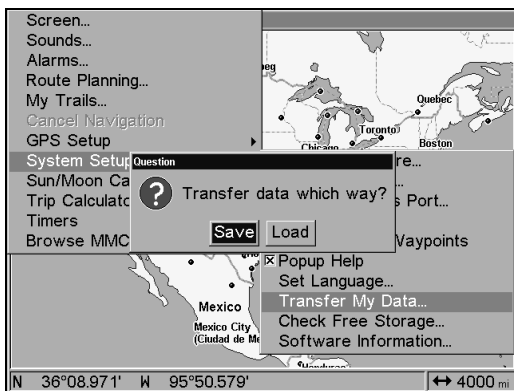 Screen...
Sounds...
Alarms...
Route Planning...
My Trails...
Cancel Navigation
GPS Setup
System Setup
Sun/Moon Ca
Trip Calculato
Timers
Browse MMC
Question
Transfer data which way?
Save
Load
re...
...
s Port...
Waypoints
Popup Help
Set Language...
Transfer My Data...
Check Free Storage...
Software Information...
peg
Quebec
Toronto
Boston
Chicago
Mexico
Mexico City
(Ciudad de Me
N 36°08.971' W 95°50.579'
↔ 4000 mi